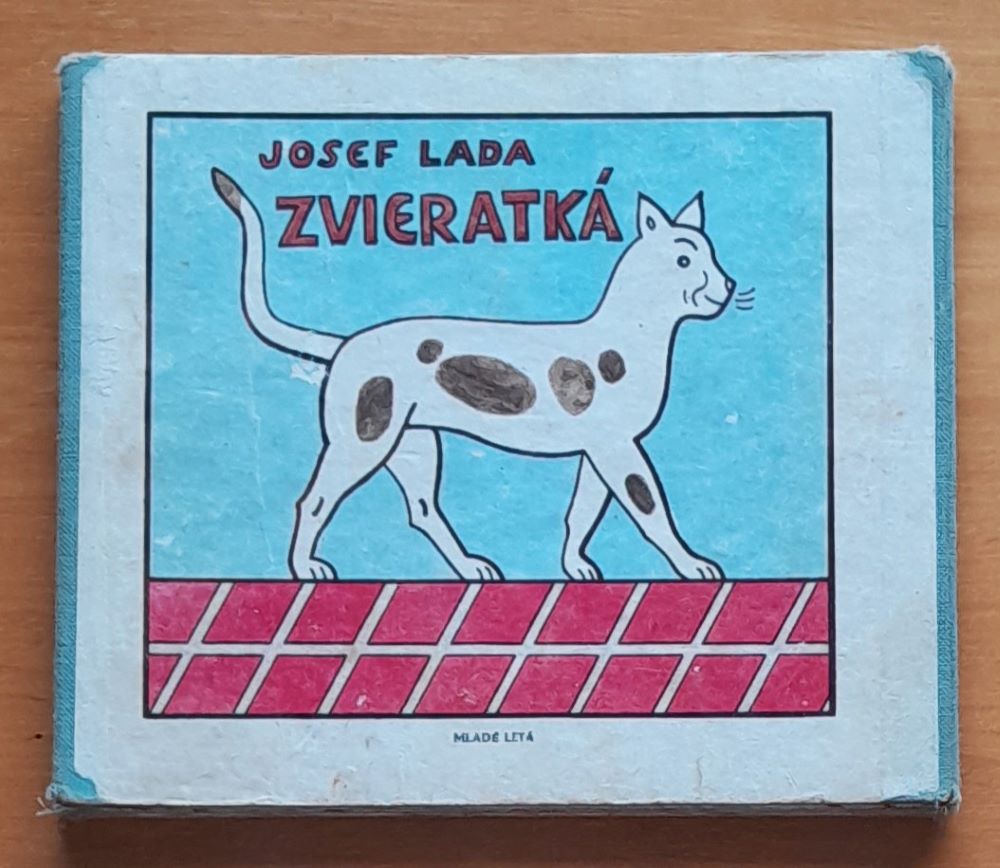 JOSEF LADA
ZVIERATKÁ
MLADÉ LETÁ